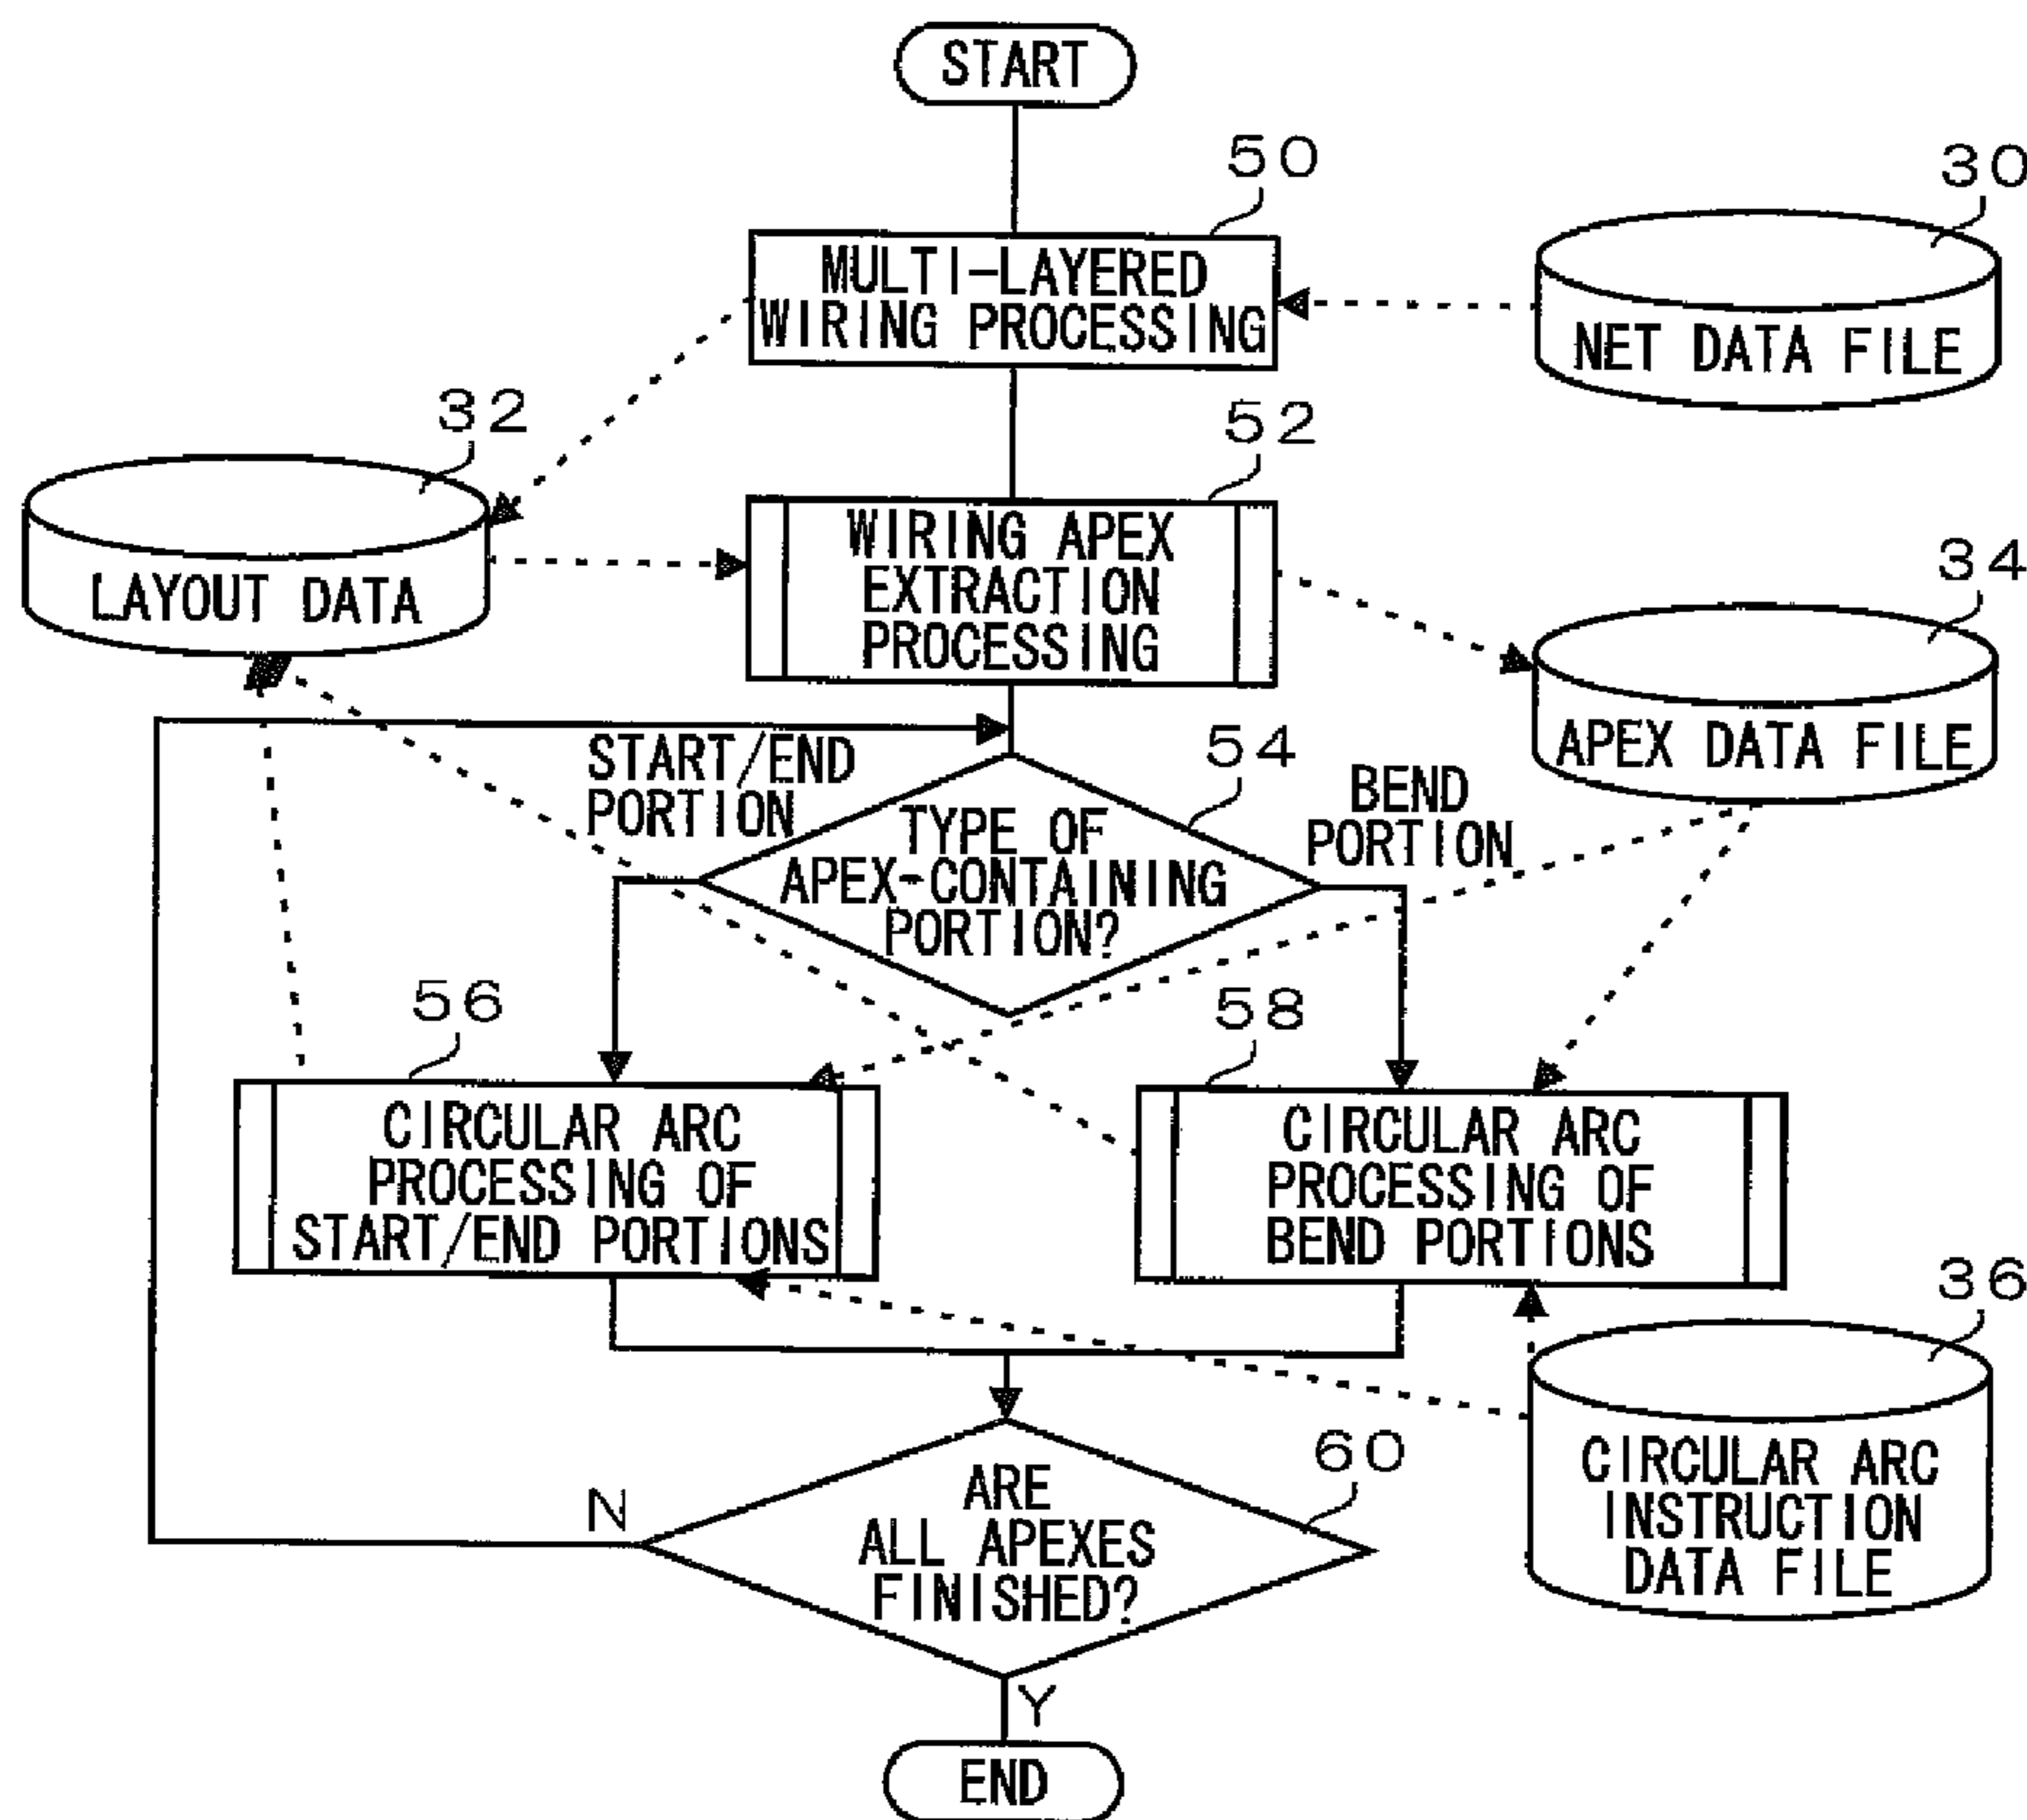 START
50
30
MULTI-LAYERED
WIRING PROCESSING
NET DATA FILE
32
52
LAYOUT DATA
WIRING APEX
EXTRACTION
PROCESSING
34
APEX DATA FILE
START/END
PORTION
54
BEND
PORTION
TYPE OF
APEX-CONTAINING
PORTION?
56
58
CIRCULAR ARC
PROCESSING OF
START/END PORTIONS
CIRCULAR ARC
PROCESSING OF
BEND PORTIONS
36
CIRCULAR ARC
INSTRUCTION
DATA FILE
60
N
ARE
ALL APEXES
FINISHED?
Y
END